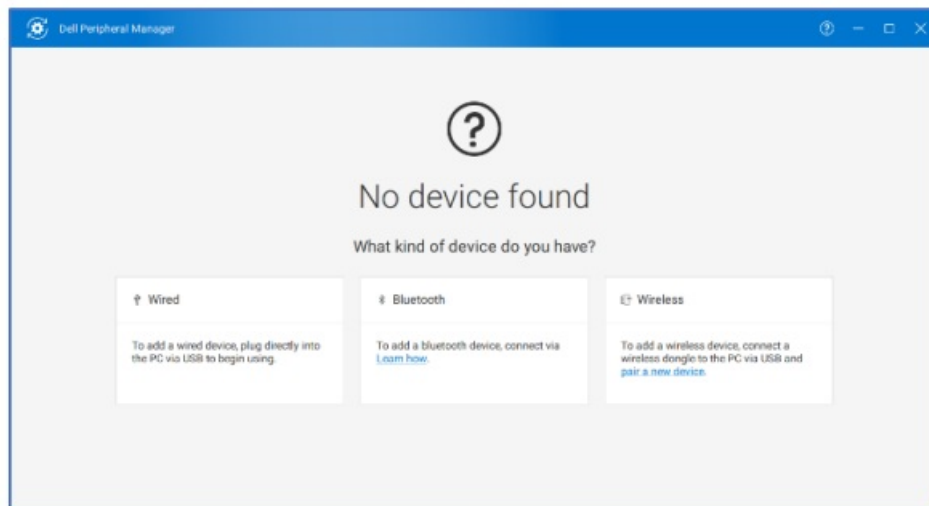 Dell Peripheral Manager
No device found
What kind of device do you have?
Wired
To add a wired device, plug directly into
the PC via USB to begin using.
Bluetooth
To add a bluetooth device, connect via
Learn how.
Wireless
To add a wireless device, connect a
wireless dongle to the PC via USB and
pair a new device.